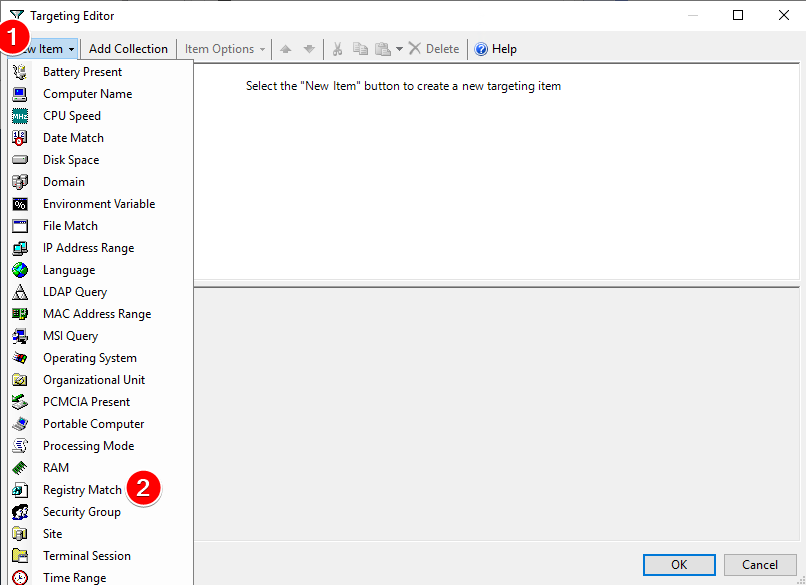 Targeting Editor
1
w Item
Add Collection
Item Options
Delete
Help
Battery Present
Select the "New Item" button to create a new targeting item
Computer Name
MHz
CPU Speed
Date Match
Disk Space
Domain
%
Environment Variable
File Match
IP Address Range
Language
LDAP Query
MAC Address Range
MSI Query
Operating System
Organizational Unit
PCMCIA Present
Portable Computer
Processing Mode
RAM
Registry Match
2
Security Group
Site
Terminal Session
Time Range
OK
Cancel